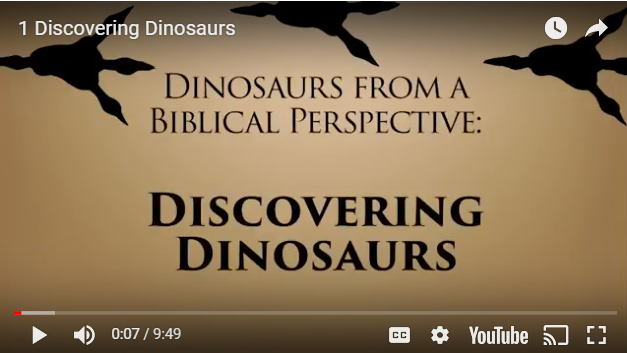 1 Discovering Dinosaurs
DINOSAURS FROM A
BIBLICAL PERSPECTIVE:
DISCOVERING
DINOSAURS
0:07 / 9:49
CC
YouTube